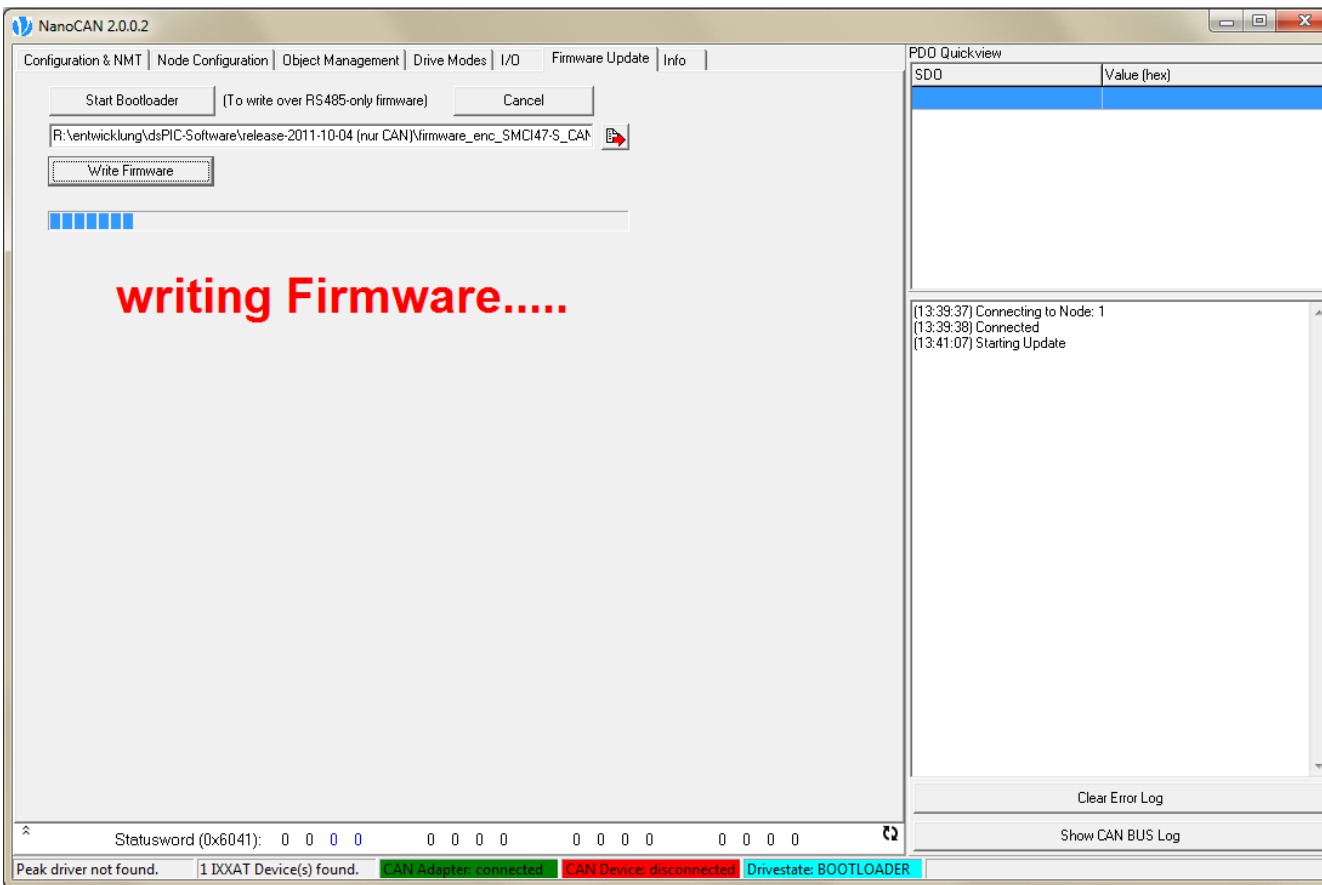 NanoCAN 2.0.0.2
Configuration & NMT Node Configuration Object Management Drive Modes I/O Firmware Update Info
Start Bootloader (To write over RS485-only firmware) Cancel
R:\entwicklung\dsPIC-Software\release-2011-10-04 (nur CAN)\firmware_enc_SMCI47-S_CAN
Write Firmware
writing Firmware.....
PDO Quickview
SDO Value (hex)
(13:39:37) Connecting to Node: 1
(13:39:38) Connected
(13:41:07) Starting Update
Clear Error Log
Show CAN BUS Log
Statusword (0x6041): 0 0 0 0 0 0 0 0 0 0 0 0 0 0 0 0
Peak driver not found. 1 IXXAT Device(s) found. CAN Adapter: connected CAN Device: disconnected Drivestate: BOOTLOADER